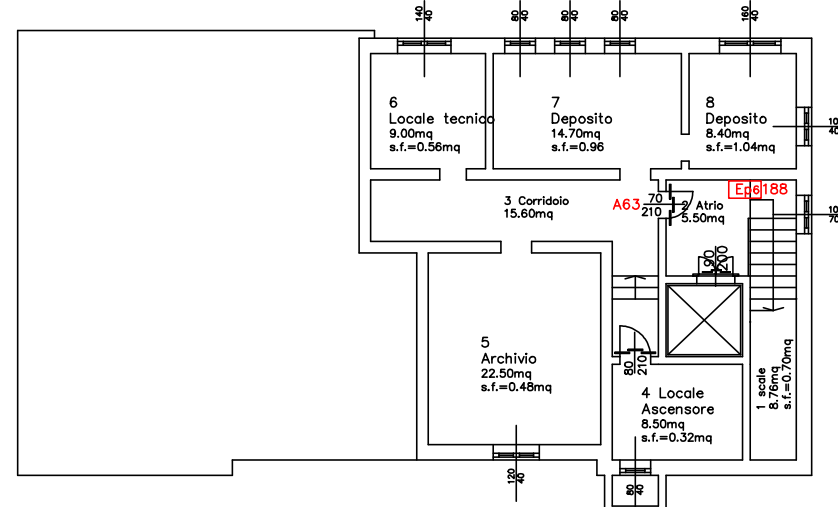 140
40
80
40
80
40
80
40
160
40
6
Locale tecnico
9.00mq
s.f.=0.56mq
7
Deposito
14.70mq
s.f.=0.96
8
Deposito
8.40mq
s.f.=1.04mq
40
3 Corridoio
15.60mq
A63
70
210
Ep6188
2 Atrio
5.50mq
70
90
200
5
Archivio
22.50mq
s.f.=0.48mq
80
210
4 Locale
Ascensore
8.50mq
s.f.=0.32mq
1 scale
8.76mq
s.f.=0.70mq
120
40
80
40